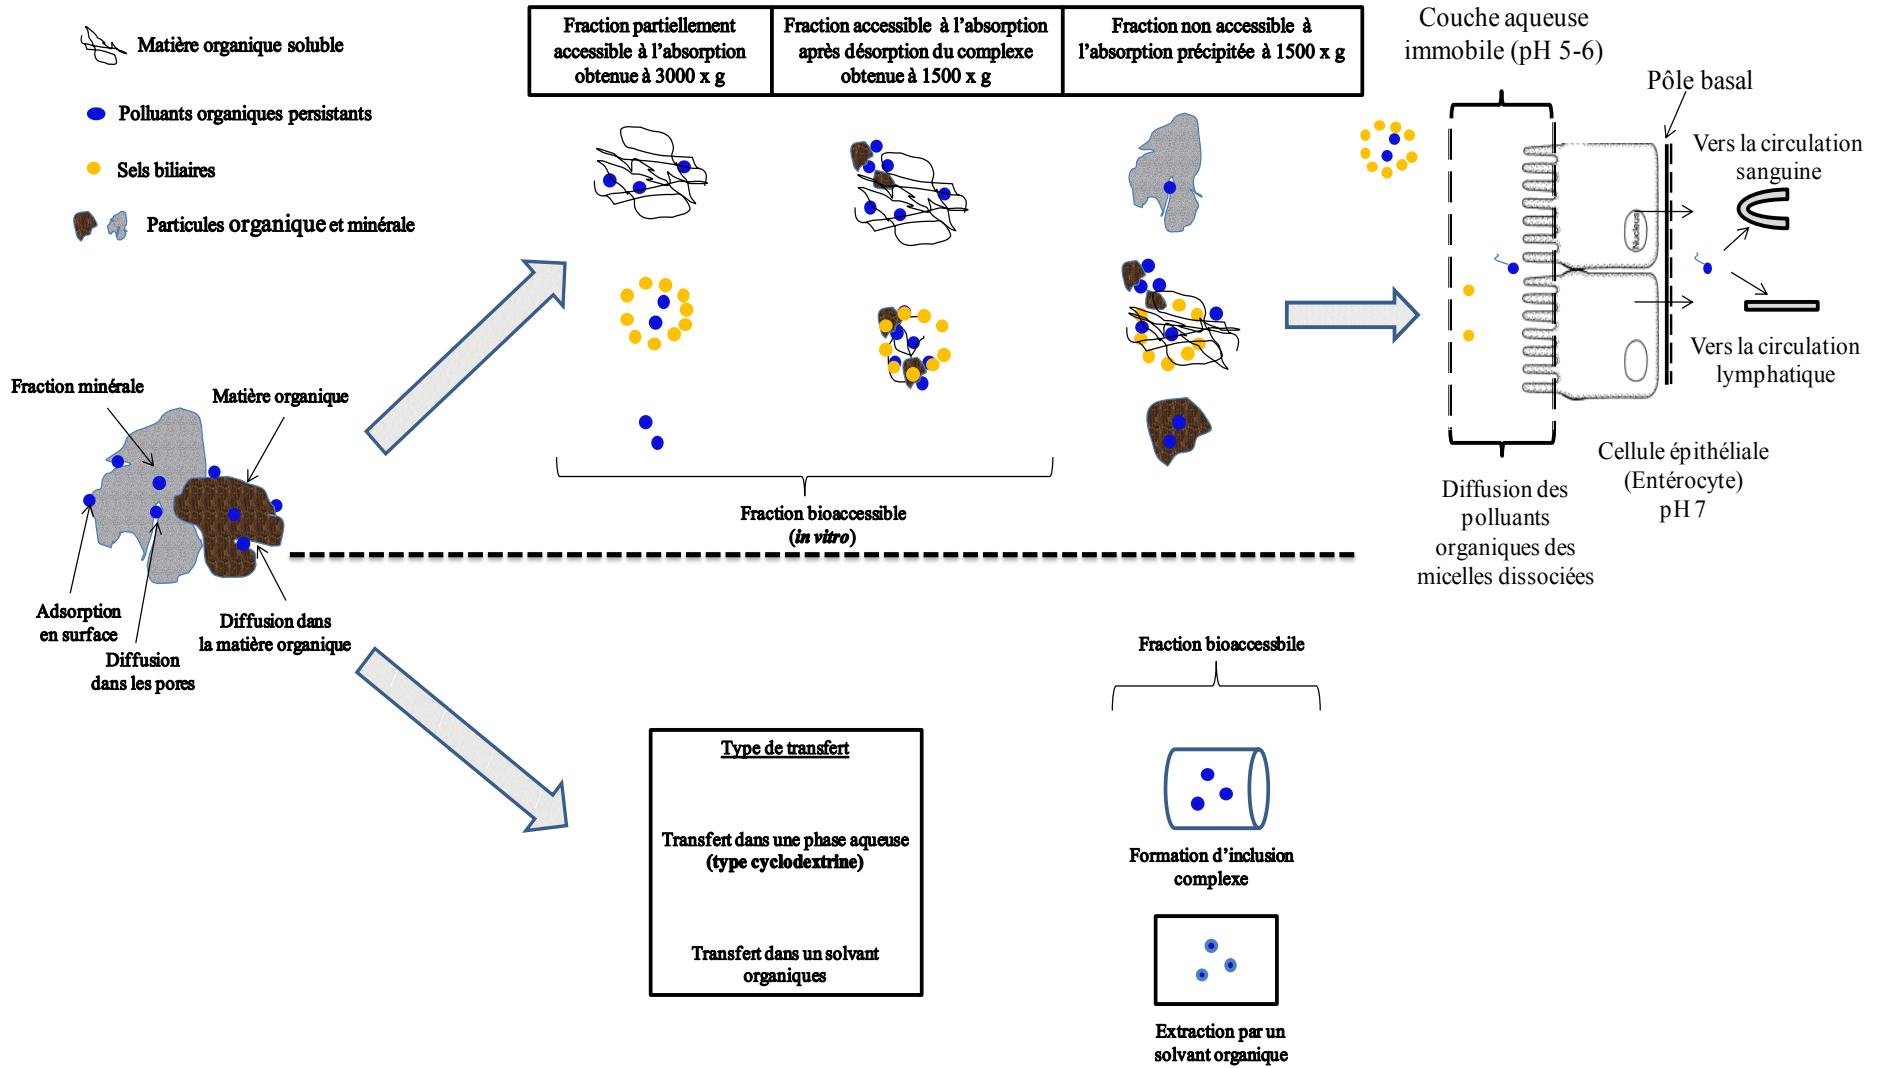 Matière organique soluble
Polluants organiques persistants
Sels biliaires
Particules organique et minérale
Fraction partiellement
accessible à l'absorption
obtenue à 3000 x g
Fraction accessible à l'absorption
après désorption du complexe
obtenue à 1500 x g
Fraction non accessible à
l'absorption précipitée à 1500 x g
Couche aqueuse
immobile (pH 5-6)
Pôle basal
Vers la circulation
sanguine
Nucleus
Vers la circulation
lymphatique
Cellule épithéliale
(Entérocyte)
pH 7
Diffusion des
polluants
organiques des
micelles dissociées
Fraction minérale
Matière organique
Adsorption
en surface
Diffusion
dans les pores
Diffusion dans
la matière organique
Fraction bioaccessible
(in vitro)
Fraction bioaccessbile
Type de transfert
Transfert dans une phase aqueuse
(type cyclodextrine)
Transfert dans un solvant
organiques
Formation d'inclusion
complexe
Extraction par un
solvant organique